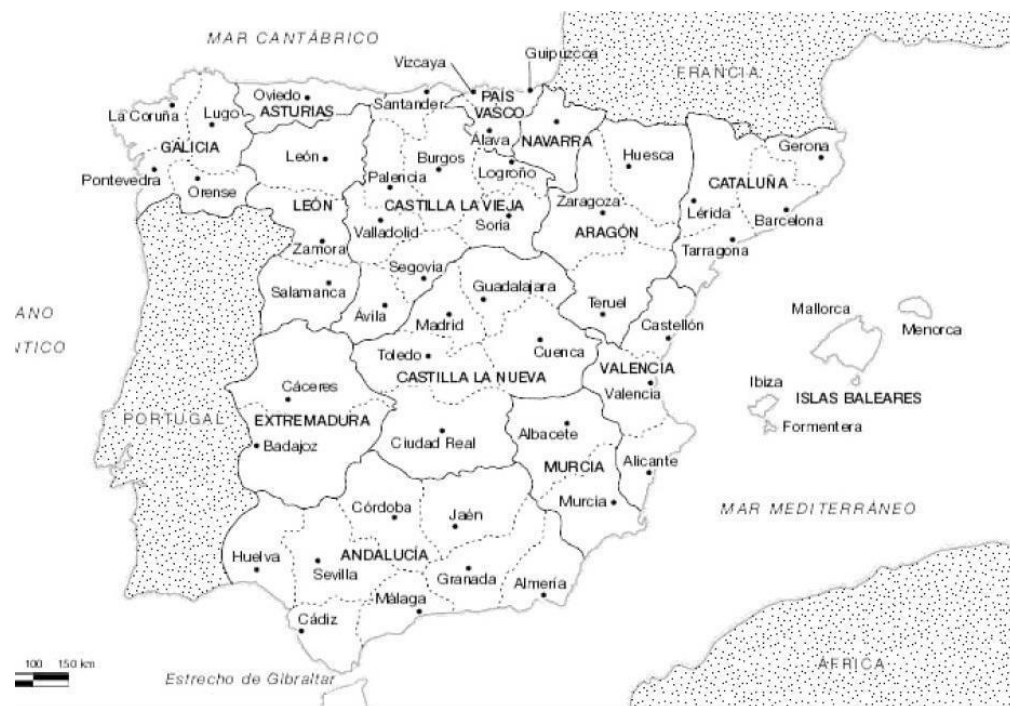 MAR CANTÁBRICO
Guipúzcoa
Vizcaya
FRANCIA
Oviedo
Santander
PAÍS
VASCO
La Coruña
Lugo
ASTURIAS
Álava
NAVARRA
Gerona
GALICIA
León
Burgos
Logroño
Huesca
Pontevedra
Orense
Palencia
CATALUÑA
LEÓN
CASTILLA LA VIEJA
Zaragoza
Lérida
Valladolid
Soria
ARAGÓN
Barcelona
Zamora
Tarragona
Segovia
Salamanca
Guadalajara
Ávila
Madrid
Teruel
Mallorca
ANO
Castellón
Menorca
NTICO
Toledo
Cuenca
VALENCIA
CASTILLA LA NUEVA
Ibiza
Cáceres
Valencia
ISLAS BALEARES
PORTUGAL
EXTREMADURA
Formentera
Badajoz
Ciudad Real
Albacete
MURCIA
Alicante
Murcia
MAR MEDITERRÁNEO
Córdoba
Jaén
Huelva
ANDALUCÍA
Sevilla
Granada
Almería
Málaga
Cádiz
100 150 km
Estrecho de Gibraltar
ÁFRICA